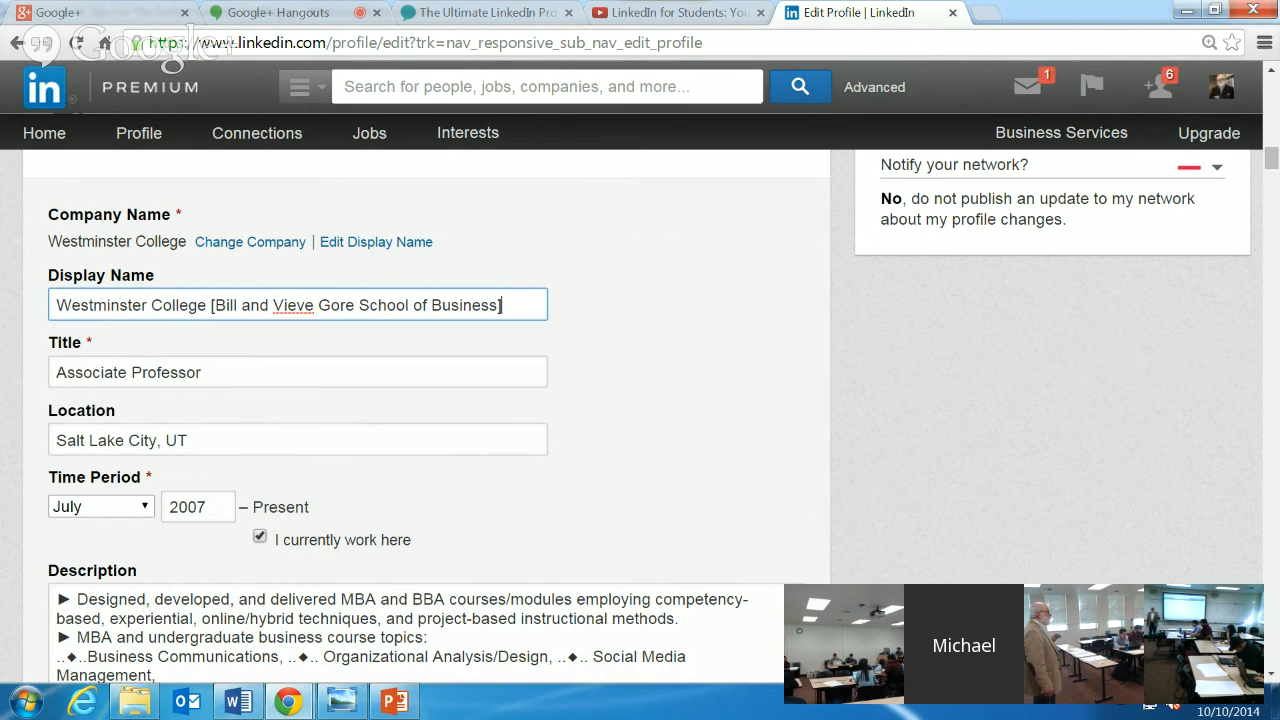 Google+
Google+ Hangouts
The Ultimate LinkedIn Pro
LinkedIn for Students: You
Edit Profile | LinkedIn
https://www.linkedin.com/profile/edit?trk=nav_responsive_sub_nav_edit_profile
Google+
in PREMIUM
Search for people, jobs, companies, and more...
Advanced
1
6
Home Profile Connections Jobs Interests Business Services Upgrade
Notify your network?
No, do not publish an update to my network
about my profile changes.
Company Name *
Westminster College Change Company | Edit Display Name
Display Name
Westminster College [Bill and Vieve Gore School of Business]
Title *
Associate Professor
Location
Salt Lake City, UT
Time Period *
July 2007 – Present
I currently work here
Description
► Designed, developed, and delivered MBA and BBA courses/modules employing competency-
based, experiential, online/hybrid techniques, and project-based instructional methods.
► MBA and undergraduate business course topics:
..◆..Business Communications, ..◆.. Organizational Analysis/Design, ..◆.. Social Media
Management,
Michael
10/10/2014